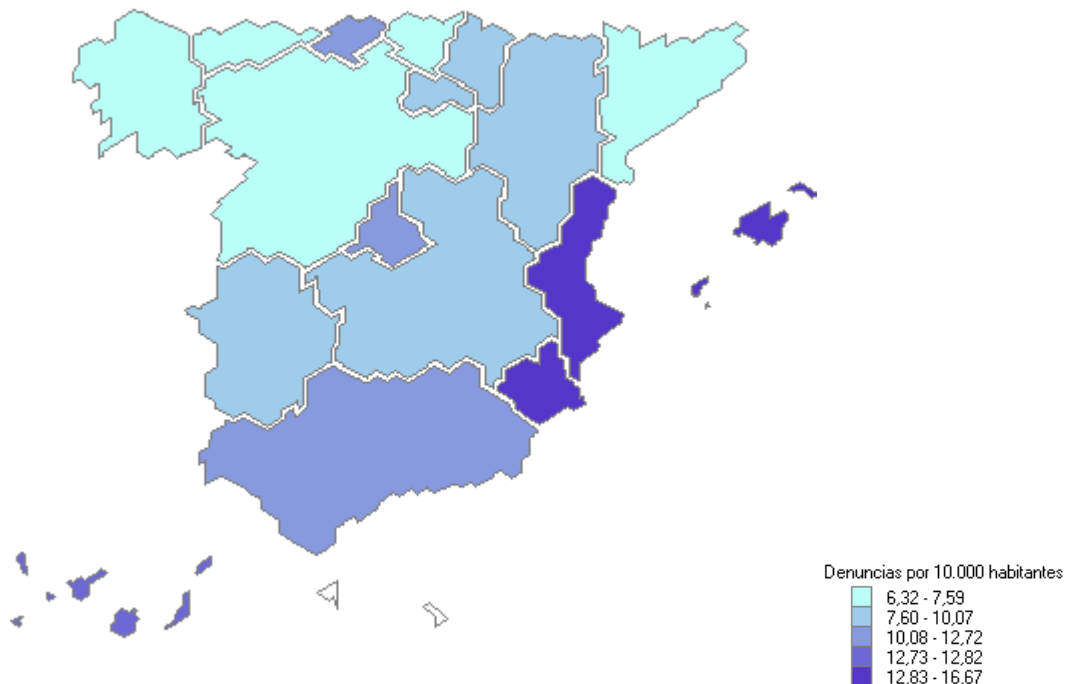 Denuncias por 10.000 habitantes
6,32 - 7,59
7,60 - 10,07
10,08 - 12,72
12,73 - 12,82
12,83 - 16,67